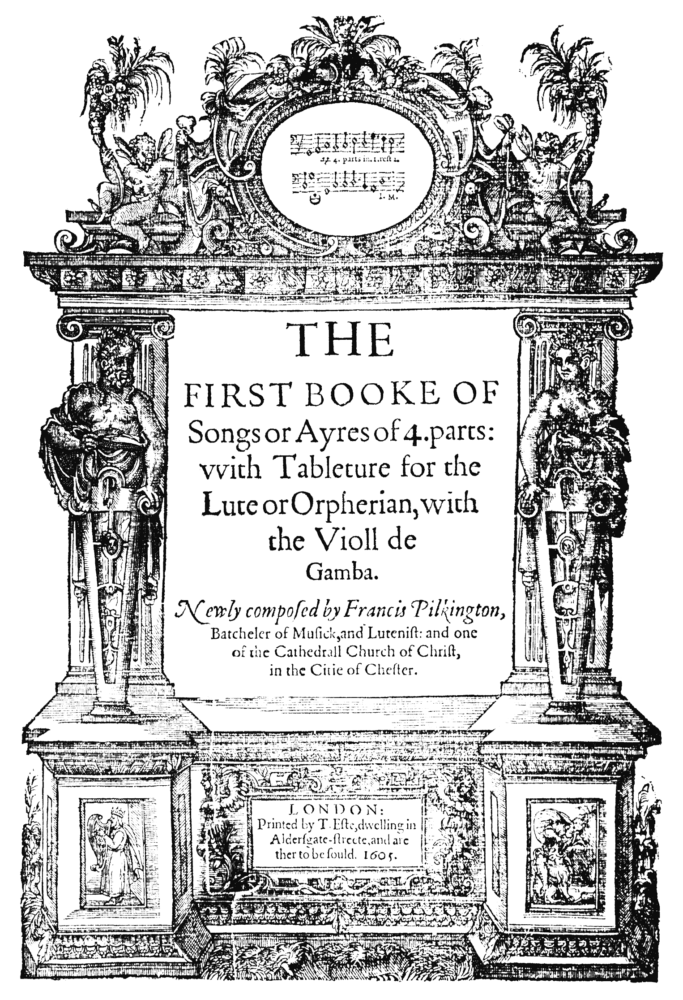 4. parts in. 1. rest 2.
I. M.
THE
FIRST BOOKE OF
Songs or Ayres of 4. parts:
vvith Tableture for the
Lute or Orpherian, with
the Violl de
Gamba.
Newly compoſed by Francis Pilkington,
Batcheler of Muſick, and Luteniſt: and one
of the Cathedrall Church of Chriſt,
in the Citie of Cheſter.
LONDON:
Printed by T. Eſte, dwelling in
Alderſgate-ſtreete, and are
ther to be ſould. 1605.